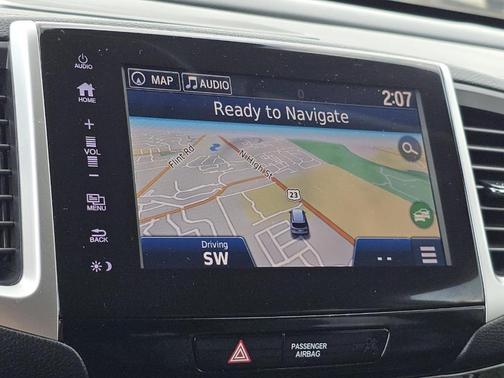 AUDIO
HOME
+
VOL
−
MENU
BACK
MAP
AUDIO
0
2:07
Ready to Navigate
Flint Rd
N High St
23
Driving
SW
- -
PASSENGER
AIRBAG